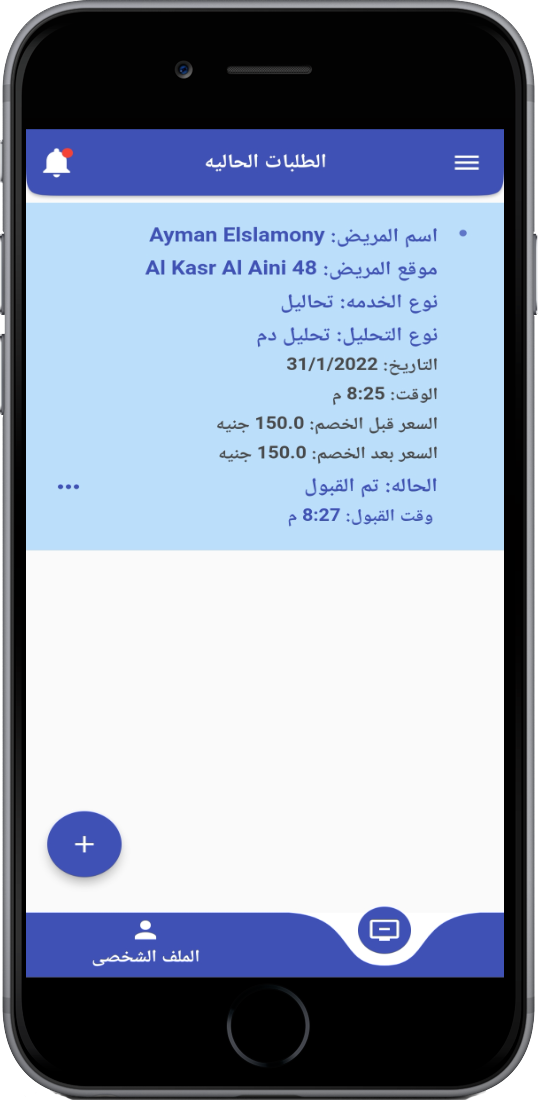 الطلبات الحاليه
اسم المريض: Ayman Elslamony
موقع المريض: 48 Al Kasr Al Aini
نوع الخدمه: تحاليل
نوع التحليل: تحليل دم
التاريخ: 31/1/2022
الوقت: 8:25 م
السعر قبل الخصم: 150.0 جنيه
السعر بعد الخصم: 150.0 جنيه
الحاله: تم القبول
وقت القبول: 8:27 م
الملف الشخصى